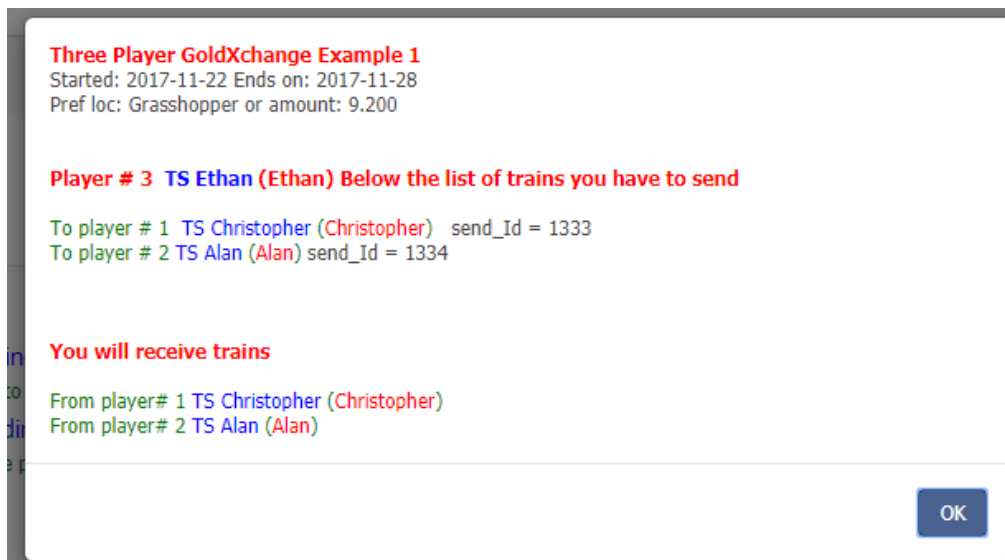 Three Player GoldXchange Example 1
Started: 2017-11-22 Ends on: 2017-11-28
Pref loc: Grasshopper or amount: 9.200
Player # 3 TS Ethan (Ethan) Below the list of trains you have to send
To player # 1 TS Christopher (Christopher) send_Id = 1333
To player # 2 TS Alan (Alan) send_Id = 1334
You will receive trains
From player# 1 TS Christopher (Christopher)
From player# 2 TS Alan (Alan)
OK